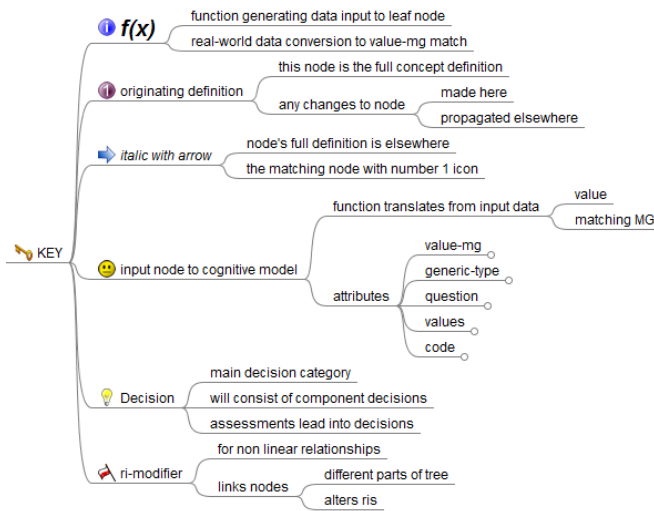 KEY
f(x)
function generating data input to leaf node
real-world data conversion to value-mg match
originating definition
this node is the full concept definition
any changes to node
made here
propagated elsewhere
italic with arrow
node's full definition is elsewhere
the matching node with number 1 icon
input node to cognitive model
function translates from input data
value
matching MG
attributes
value-mg
generic-type
question
values
code
Decision
main decision category
will consist of component decisions
assessments lead into decisions
ri-modifier
for non linear relationships
links nodes
different parts of tree
alters ris